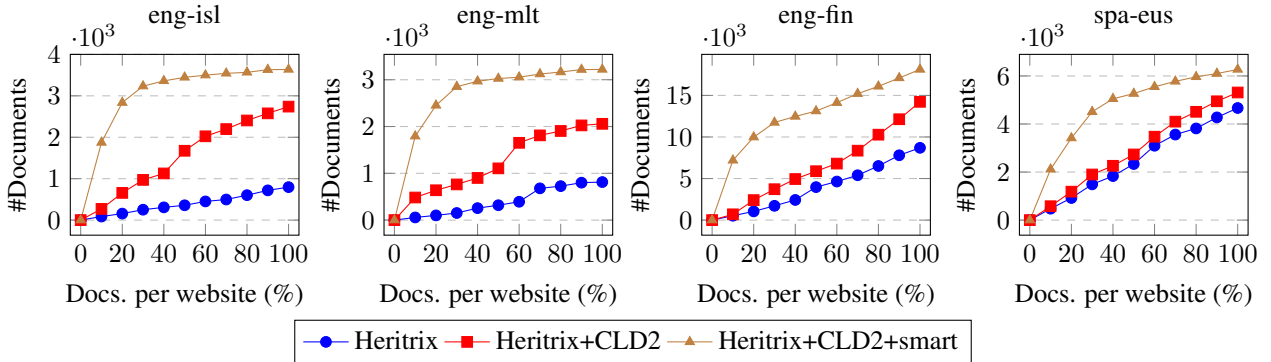 eng-isl
·10³
4
3
2
1
0
#Documents
0 20 40 60 80 100
Docs. per website (%)
eng-mlt
·10³
3
2
1
0
#Documents
0 20 40 60 80 100
Docs. per website (%)
eng-fin
15
10
5
0
·10³
#Documents
0 20 40 60 80 100
Docs. per website (%)
spa-eus
·10³
6
4
2
0
#Documents
0 20 40 60 80 100
Docs. per website (%)
Heritrix Heritrix+CLD2 Heritrix+CLD2+smart